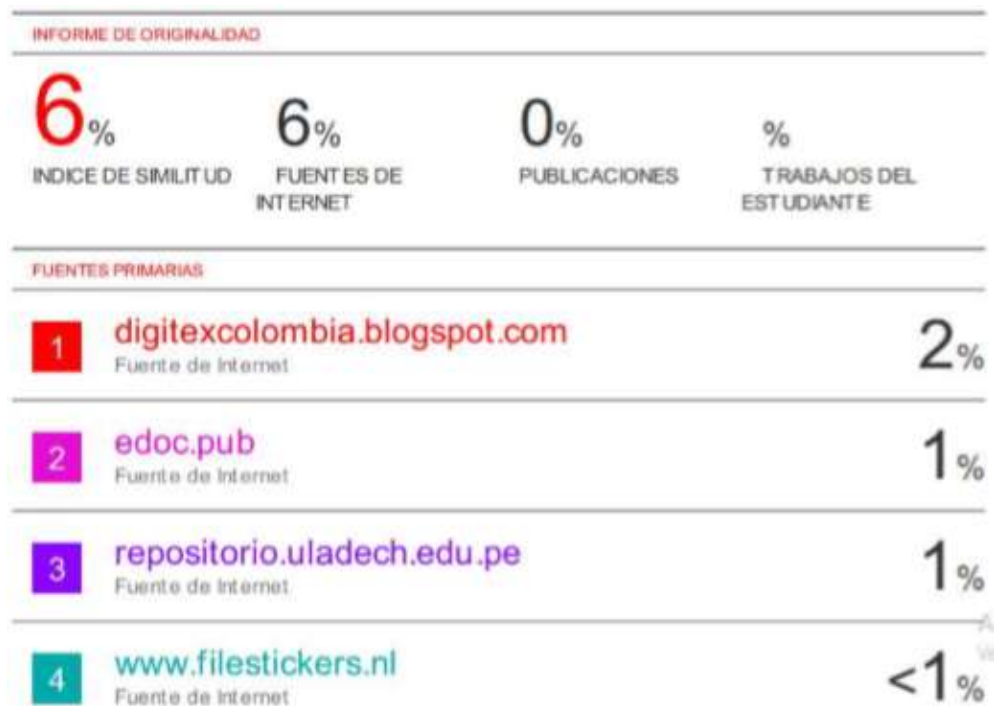 INFORME DE ORIGINALIDAD
6%
6%
0%
%
INDICE DE SIMILITUD
FUENTES DE
INTERNET
PUBLICACIONES
TRABAJOS DEL
ESTUDIANTE
FUENTES PRIMARIAS
1
digitexcolombia.blogspot.com
Fuente de Internet
2%
2
edoc.pub
Fuente de Internet
1%
3
repositorio.uladech.edu.pe
Fuente de Internet
1%
4
www.filestickers.nl
Fuente de Internet
<1%